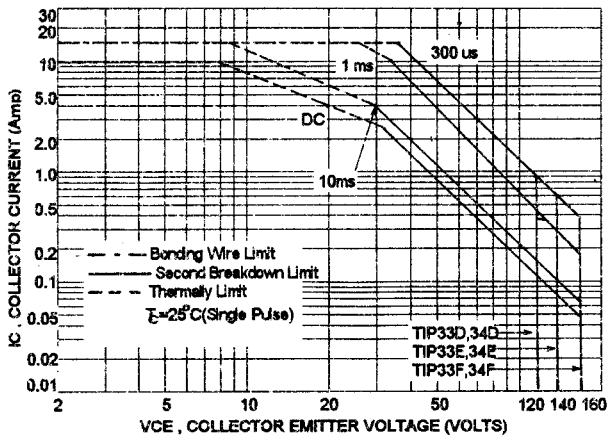 30
20
10
5.0
2.0
1.0
0.5
0.2
0.1
0.05
0.02
0.01
IC , COLLECTOR CURRENT (Amp)
300 us
1 ms
DC
10ms
Bonding Wire Limit
Second Breakdown Limit
Thermally Limit
TC=25°C(Single Pulse)
TIP33D,34D
TIP33E,34E
TIP33F,34F
2 5 10 20 50 120 140 160
VCE , COLLECTOR EMITTER VOLTAGE (VOLTS)